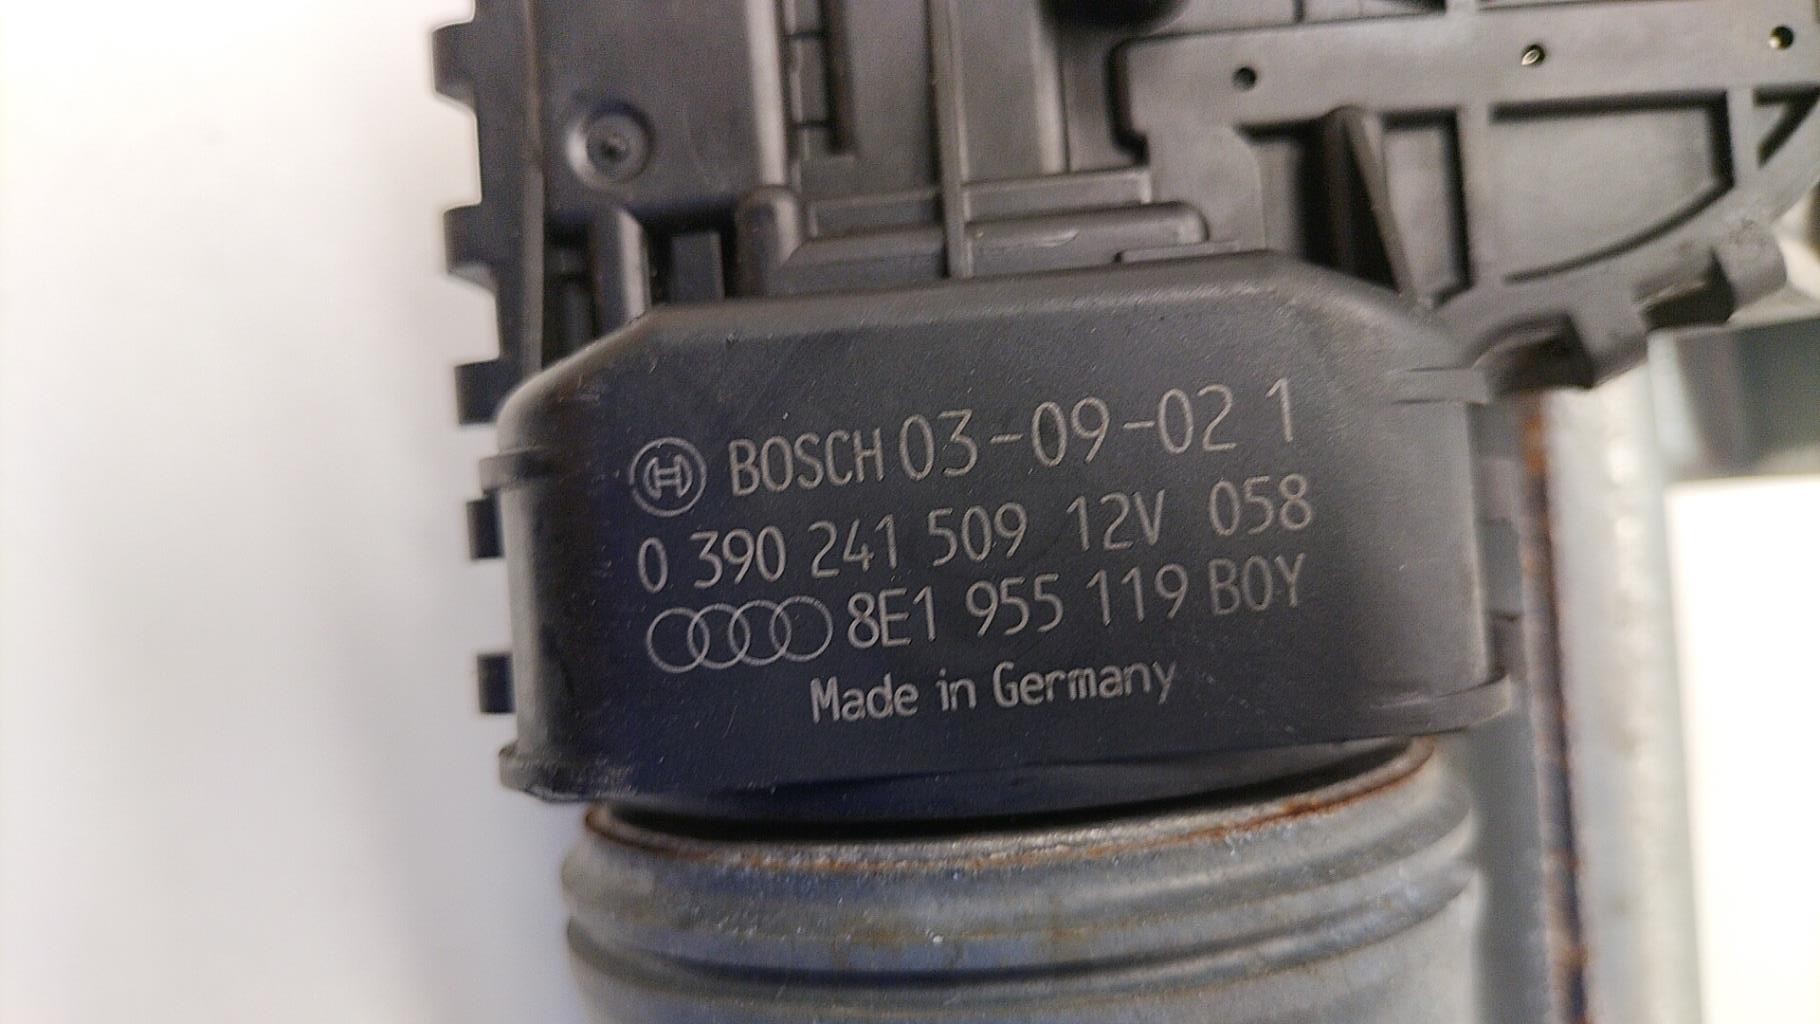 BOSCH 03-09-02 1
0 390 241 509 12V 058
8E1 955 119 B0Y
Made in Germany